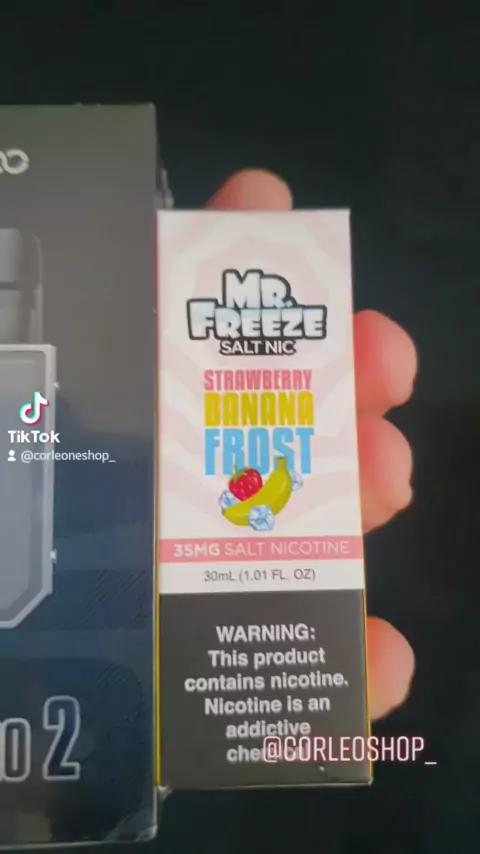 MR.
FREEZE
SALT NIC
STRAWBERRY
BANANA
FROST
35MG SALT NICOTINE
30mL (1.01 FL. OZ)
WARNING:
This product
contains nicotine.
Nicotine is an
addictive
@CORLEOSHOP_
TikTok
@corleoneshop_
2